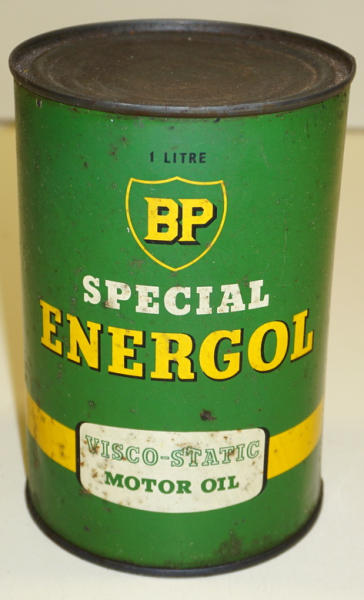 1 LITRE
BP
SPECIAL
ENERGOL
VISCO-STATIC
MOTOR OIL